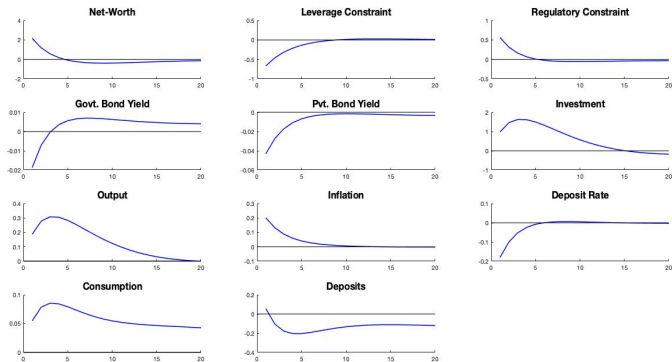 Net-Worth
4
2
0
-2
0 5 10 15 20
Leverage Constraint
0.5
0
-0.5
-1
0 5 10 15 20
Regulatory Constraint
1
0.5
0
0.5
0 5 10 15 20
Govt. Bond Yield
0.01
0
-0.01
-0.02
0 5 10 15 20
Pvt. Bond Yield
0
-0.02
-0.04
-0.06
0 5 10 15 20
Investment
2
1
0
-1
0 5 10 15 20
Output
0.4
0.3
0.2
0.1
0
0 5 10 15 20
Inflation
0.3
0.2
0.1
0
-0.1
0 5 10 15 20
Deposit Rate
0.1
0
-0.1
-0.2
0 5 10 15 20
Consumption
0.1
0.05
0
0 5 10 15 20
Deposits
0.2
0
-0.2
-0.4
0 5 10 15 20